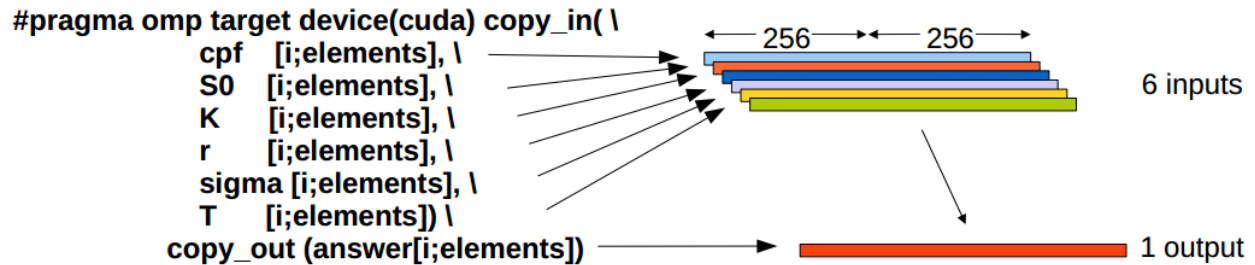 #pragma omp target device(cuda) copy_in( \
cpf [i;elements], \
S0 [i;elements], \
K [i;elements], \
r [i;elements], \
sigma [i;elements], \
T [i;elements]) \
copy_out (answer[i;elements])
256 256
6 inputs
1 output